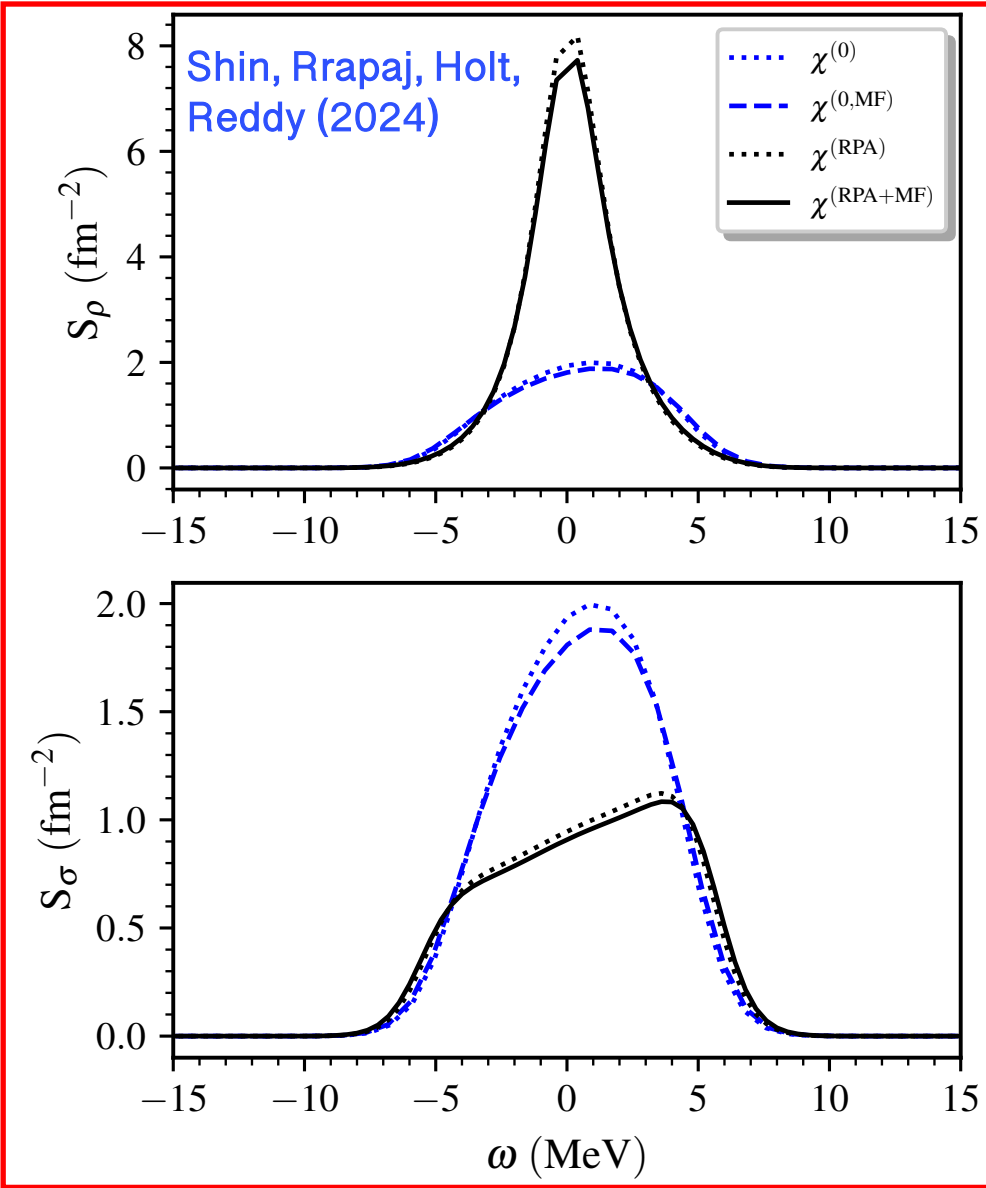 Shin, Rrapaj, Holt,
Reddy (2024)
χ(0)
χ(0,MF)
χ(RPA)
χ(RPA+MF)
Sρ (fm−2)
8
6
4
2
0
−15 −10 −5 0 5 10 15
Sσ (fm−2)
2.0
1.5
1.0
0.5
0.0
−15 −10 −5 0 5 10 15
ω (MeV)